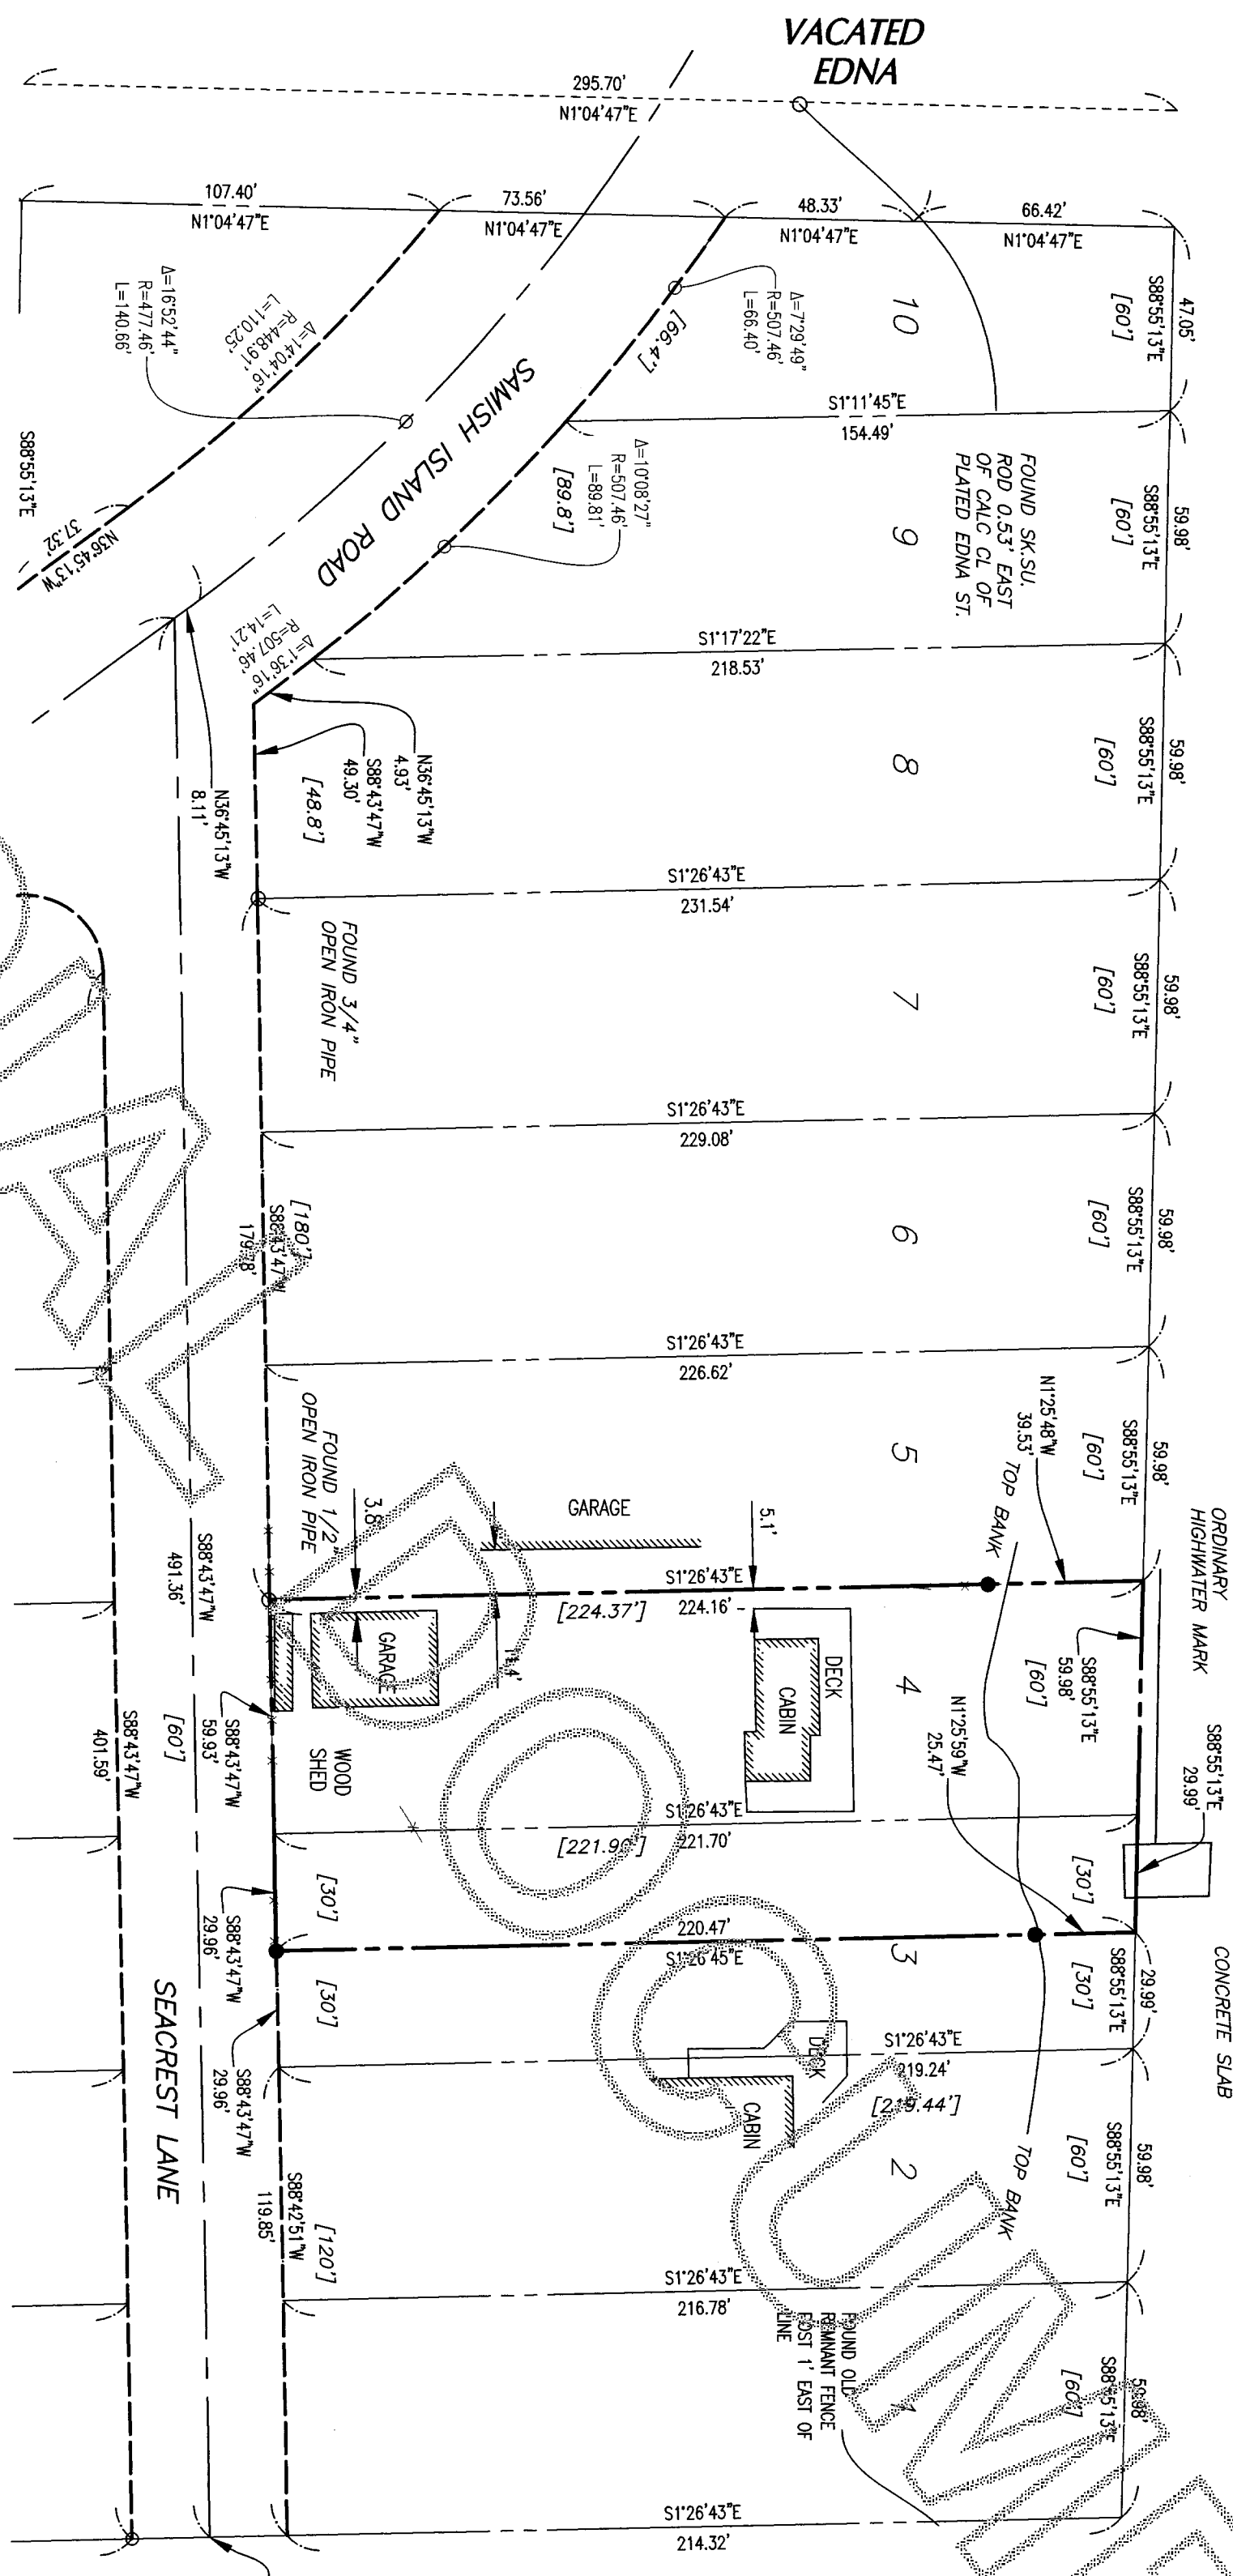 VACATED
EDNA
295.70'
N1°04'47"E
107.40'
N1°04'47"E
73.56'
N1°04'47"E
48.33'
N1°04'47"E
66.42'
N1°04'47"E
47.05'
S88°55'13"E
[60']
10
Δ=7°29'49"
R=507.46'
L=66.40'
[66.4']
Δ=16°52'44"
R=477.46'
L=140.66'
Δ=14°04'16"
R=448.91'
L=110.25'
S88°55'13"E
N36°45'13"W
37.32'
SAMISH ISLAND ROAD
S1°11'45"E
154.49'
FOUND SK.SU.
ROD 0.53' EAST
OF CALC CL OF
PLATED EDNA ST.
59.98'
S88°55'13"E
[60']
9
Δ=10°08'27"
R=507.46'
L=89.81'
[89.8']
Δ=1°36'16"
R=507.46'
L=14.21'
S1°17'22"E
218.53'
59.98'
S88°55'13"E
[60']
8
N36°45'13"W
4.93'
S88°43'47"W
49.30'
[48.8']
N36°45'13"W
8.11'
S1°26'43"E
231.54'
FOUND 3/4"
OPEN IRON PIPE
59.98'
S88°55'13"E
[60']
7
S1°26'43"E
229.08'
59.98'
S88°55'13"E
[60']
6
[180']
S88°43'47"W
179.78'
S1°26'43"E
226.62'
59.98'
S88°55'13"E
[60']
5
N1°25'48"W
39.53'
TOP BANK
ORDINARY
HIGHWATER MARK
FOUND 1/2"
OPEN IRON PIPE
3.8'
GARAGE
5.1'
S1°26'43"E
224.16'
[224.37']
S88°43'47"W
491.36'
GARAGE
11.4'
DECK
CABIN
4
S88°55'13"E
59.98'
[60']
S88°55'13"E
29.99'
N1°25'59"W
25.47'
WOOD
SHED
S88°43'47"W
59.93'
[60']
S88°43'47"W
401.59'
S1°26'43"E
221.70'
[221.90']
[30']
[30']
S88°43'47"W
29.96'
220.47'
S1°26'45"E
3
CONCRETE SLAB
29.99'
S88°55'13"E
[30']
[30']
S88°43'47"W
29.96'
SEACREST LANE
S1°26'43"E
219.24'
[219.44']
DECK
CABIN
2
TOP BANK
59.98'
S88°55'13"E
[60']
S88°42'51"W
119.85'
[120']
S1°26'43"E
216.78'
FOUND OLD
REMNANT FENCE
POST 1' EAST OF
LINE
1
59.98'
S88°55'13"E
[60']
S1°26'43"E
214.32'